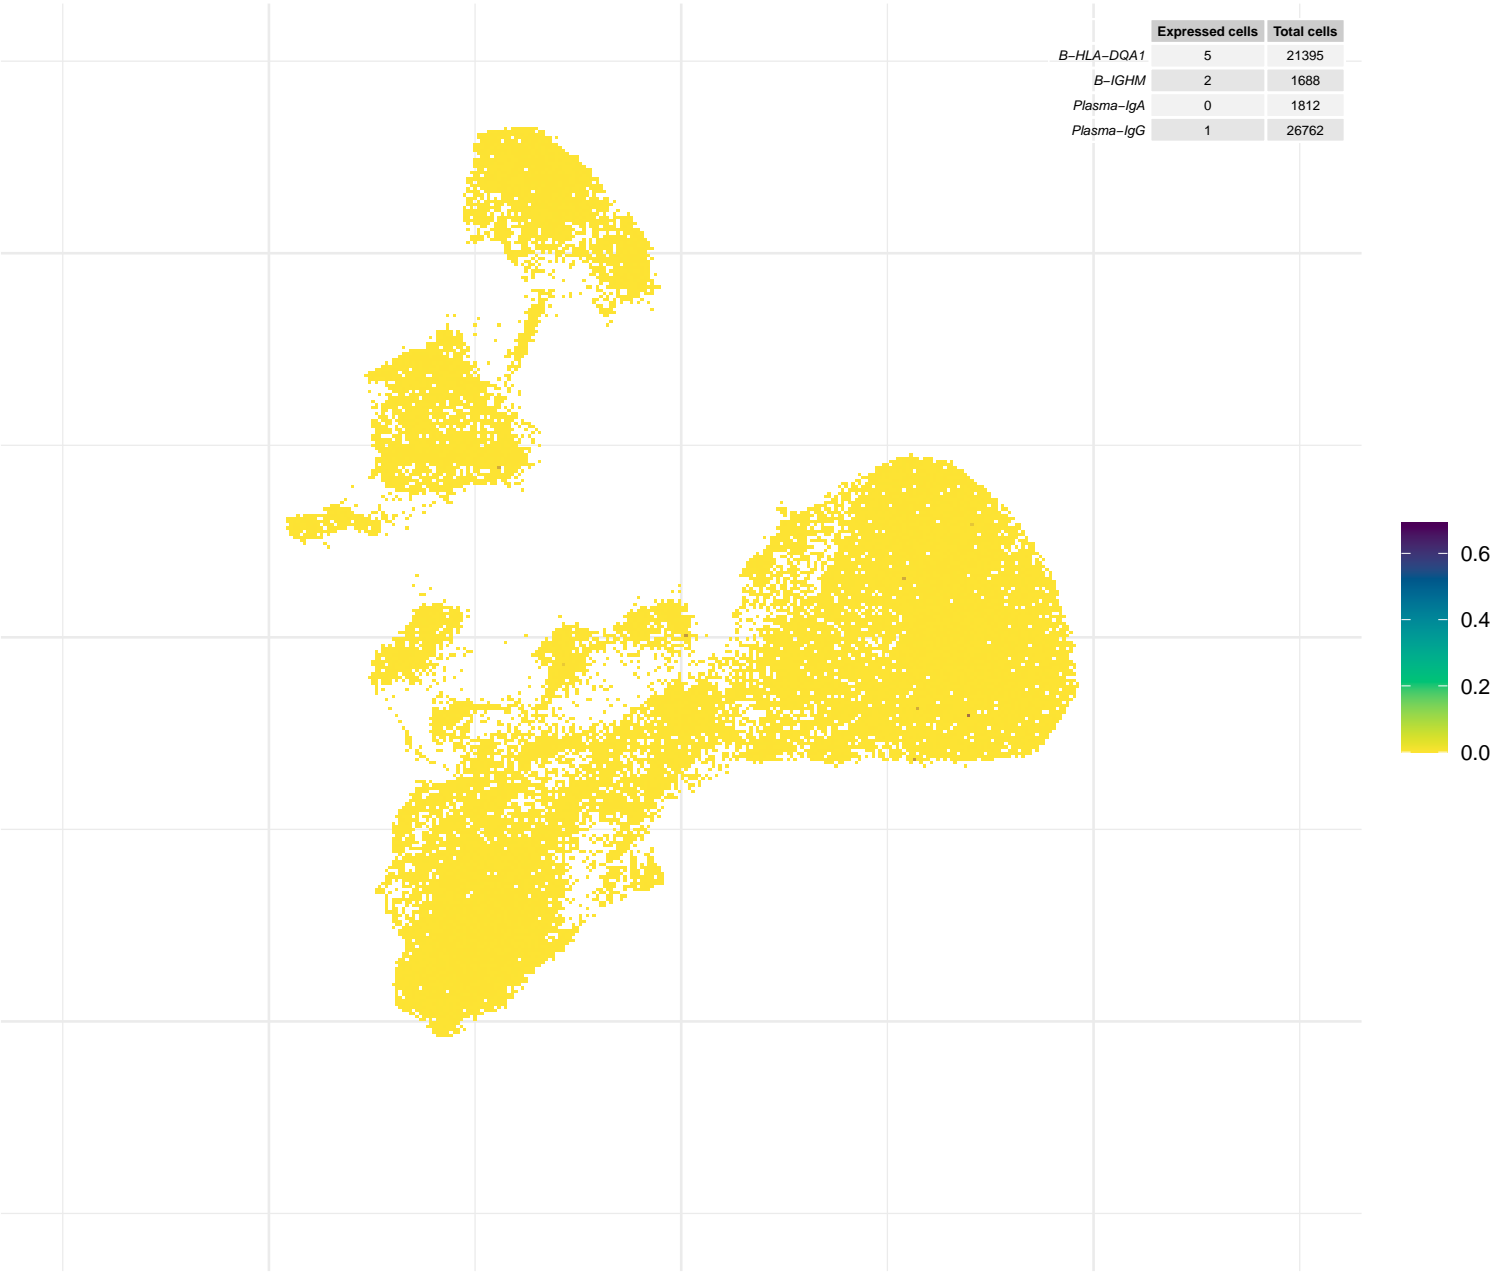 Expressed cells Total cells
B−HLA−DQA1 5 21395
B−IGHM 2 1688
Plasma−IgA 0 1812
Plasma−IgG 1 26762
0.6
0.4
0.2
0.0